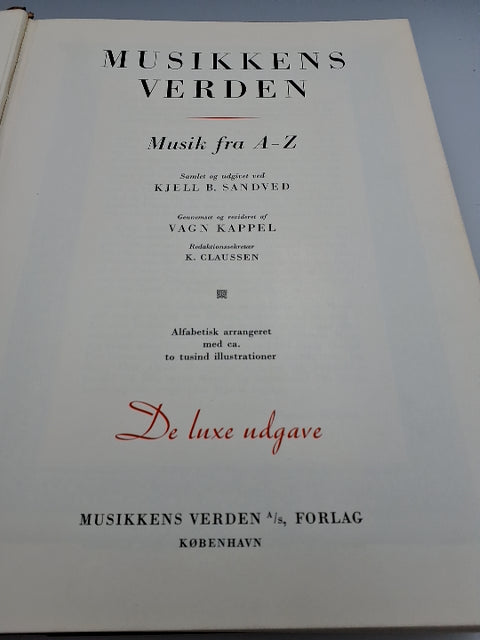 MUSIKKENS
VERDEN
Musik fra A-Z
Samlet og udgivet ved
KJELL B. SANDVED
Gennemset og revideret af
VAGN KAPPEL
Redaktionssekretær
K. CLAUSSEN
Alfabetisk arrangeret
med ca.
to tusind illustrationer
De luxe udgave
MUSIKKENS VERDEN A/s, FORLAG
KØBENHAVN